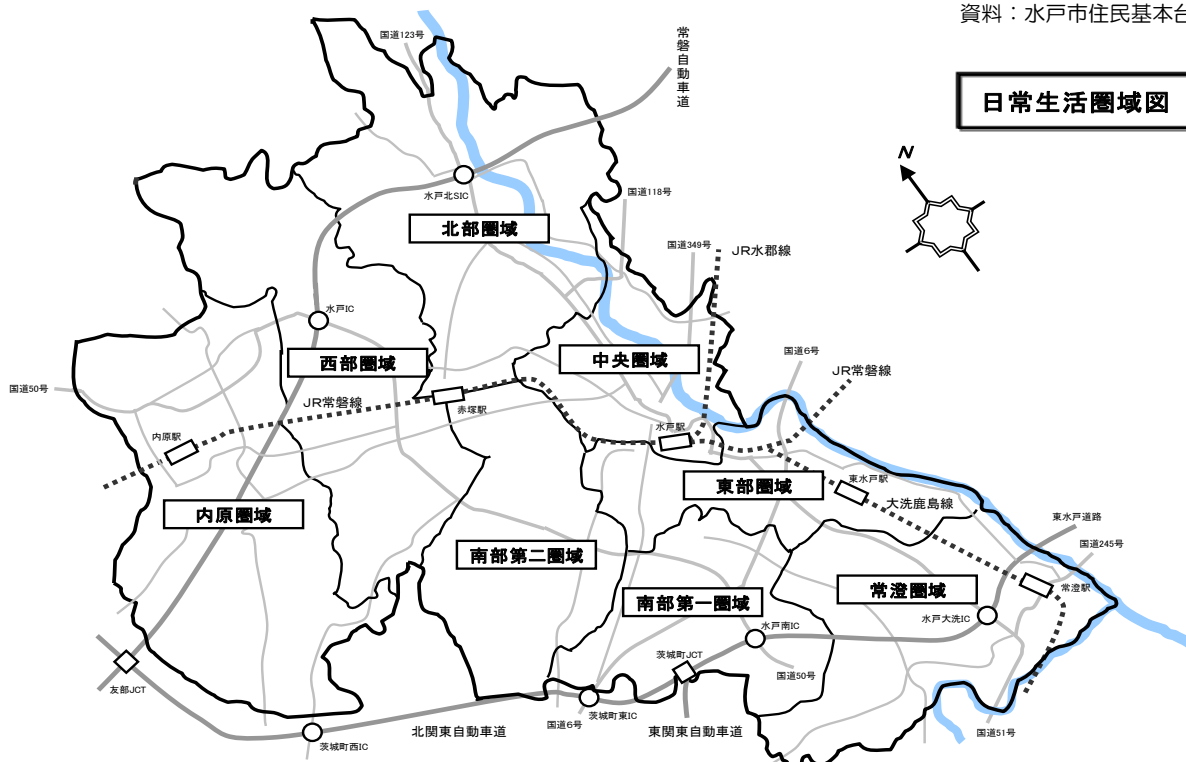 資料：水戸市住民基本台
国道123号
常磐自動車道
日常生活圏域図
N
水戸北SIC
国道118号
北部圏域
国道349号
JR水郡線
水戸IC
西部圏域
中央圏域
国道6号
JR常磐線
国道50号
JR常磐線
赤塚駅
内原駅
水戸駅
東部圏域
東水戸駅
大洗鹿島線
内原圏域
東水戸道路
国道245号
南部第二圏域
常澄圏域
常澄駅
南部第一圏域
水戸大洗IC
水戸南IC
茨城町JCT
友部JCT
国道50号
国道6号
茨城町東IC
茨城町西IC
北関東自動車道
東関東自動車道
国道51号